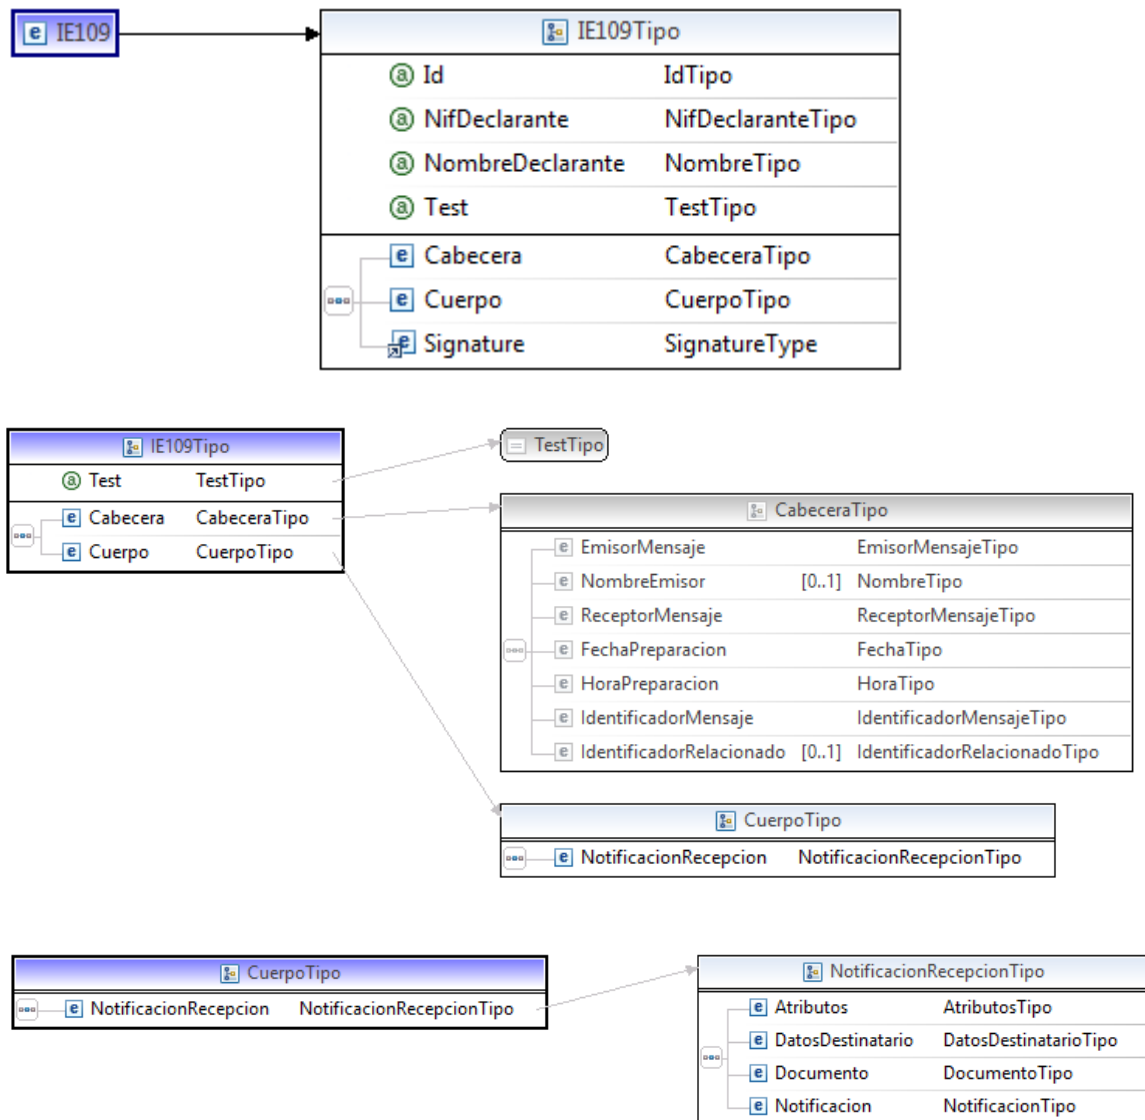 e IE109
IE109Tipo
a Id IdTipo
a NifDeclarante NifDeclaranteTipo
a NombreDeclarante NombreTipo
a Test TestTipo
e Cabecera CabeceraTipo
e Cuerpo CuerpoTipo
e Signature SignatureType
IE109Tipo
a Test TestTipo
e Cabecera CabeceraTipo
e Cuerpo CuerpoTipo
TestTipo
CabeceraTipo
e EmisorMensaje EmisorMensajeTipo
e NombreEmisor [0..1] NombreTipo
e ReceptorMensaje ReceptorMensajeTipo
e FechaPreparacion FechaTipo
e HoraPreparacion HoraTipo
e IdentificadorMensaje IdentificadorMensajeTipo
e IdentificadorRelacionado [0..1] IdentificadorRelacionadoTipo
CuerpoTipo
e NotificacionRecepcion NotificacionRecepcionTipo
CuerpoTipo
e NotificacionRecepcion NotificacionRecepcionTipo
NotificacionRecepcionTipo
e Atributos AtributosTipo
e DatosDestinatario DatosDestinatarioTipo
e Documento DocumentoTipo
e Notificacion NotificacionTipo